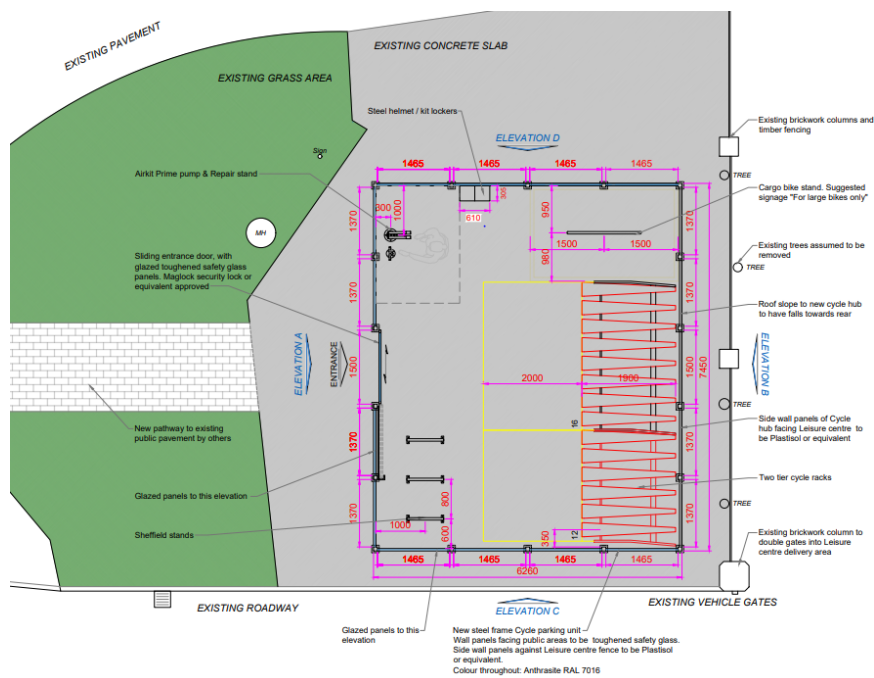 EXISTING PAVEMENT
EXISTING CONCRETE SLAB
EXISTING GRASS AREA
Steel helmet / kit lockers
Sign
Airkit Prime pump & Repair stand
MH
Sliding entrance door, with
glazed toughened safety glass
panels. Maglock security lock or
equivalent approved
ELEVATION A
ENTRANCE
New pathway to existing
public pavement by others
Glazed panels to this elevation
Sheffield stands
ELEVATION D
1465 1465 1465 1465
300
1000
610
305
950
980
1500 1500
1370
1370
1500
1370
1370
1370
1370
1500
1370
1370
7450
2000
1900
16
12
350
800
600
1000
1465 1465 1465 1465
6260
Existing brickwork columns and
timber fencing
TREE
Cargo bike stand. Suggested
signage "For large bikes only"
Existing trees assumed to be
removed
TREE
Roof slope to new cycle hub
to have falls towards rear
ELEVATION B
TREE
Side wall panels of Cycle
hub facing Leisure centre to
be Plastisol or equivalent
Two tier cycle racks
TREE
Existing brickwork column to
double gates into Leisure
centre delivery area
EXISTING ROADWAY
ELEVATION C
EXISTING VEHICLE GATES
Glazed panels to this
elevation
New steel frame Cycle parking unit
Wall panels facing public areas to be toughened safety glass.
Side wall panels against Leisure centre fence to be Plastisol
or equivalent.
Colour throughout: Anthrasite RAL 7016